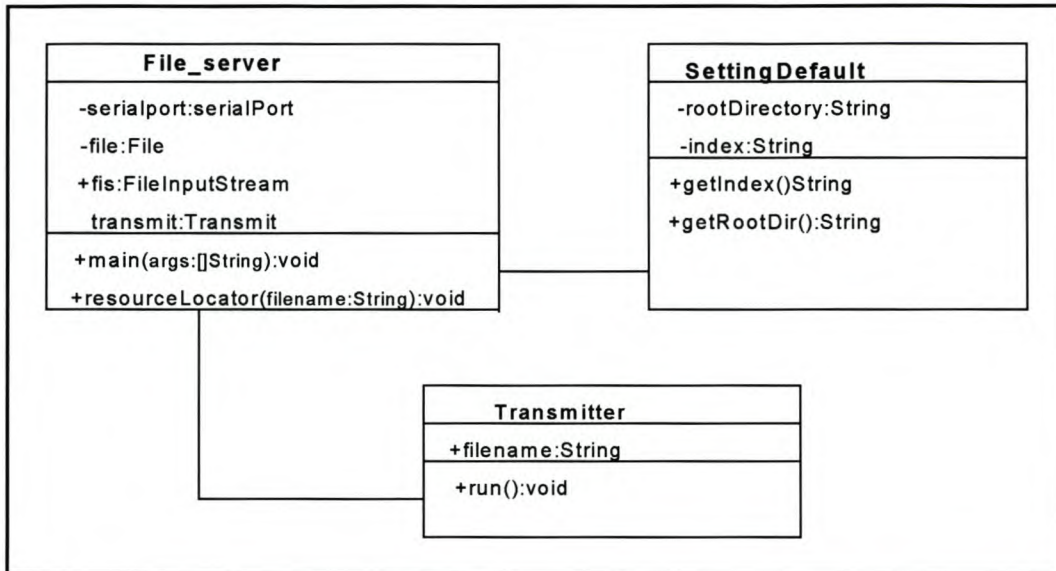 File_server
-serialport:serialPort
-file:File
+fis:FileInputStream
transmit:Transmit
+main(args:[]String):void
+resourceLocator(filename:String):void
SettingDefault
-rootDirectory:String
-index:String
+getIndex()String
+getRootDir():String
Transmitter
+filename:String
+run():void